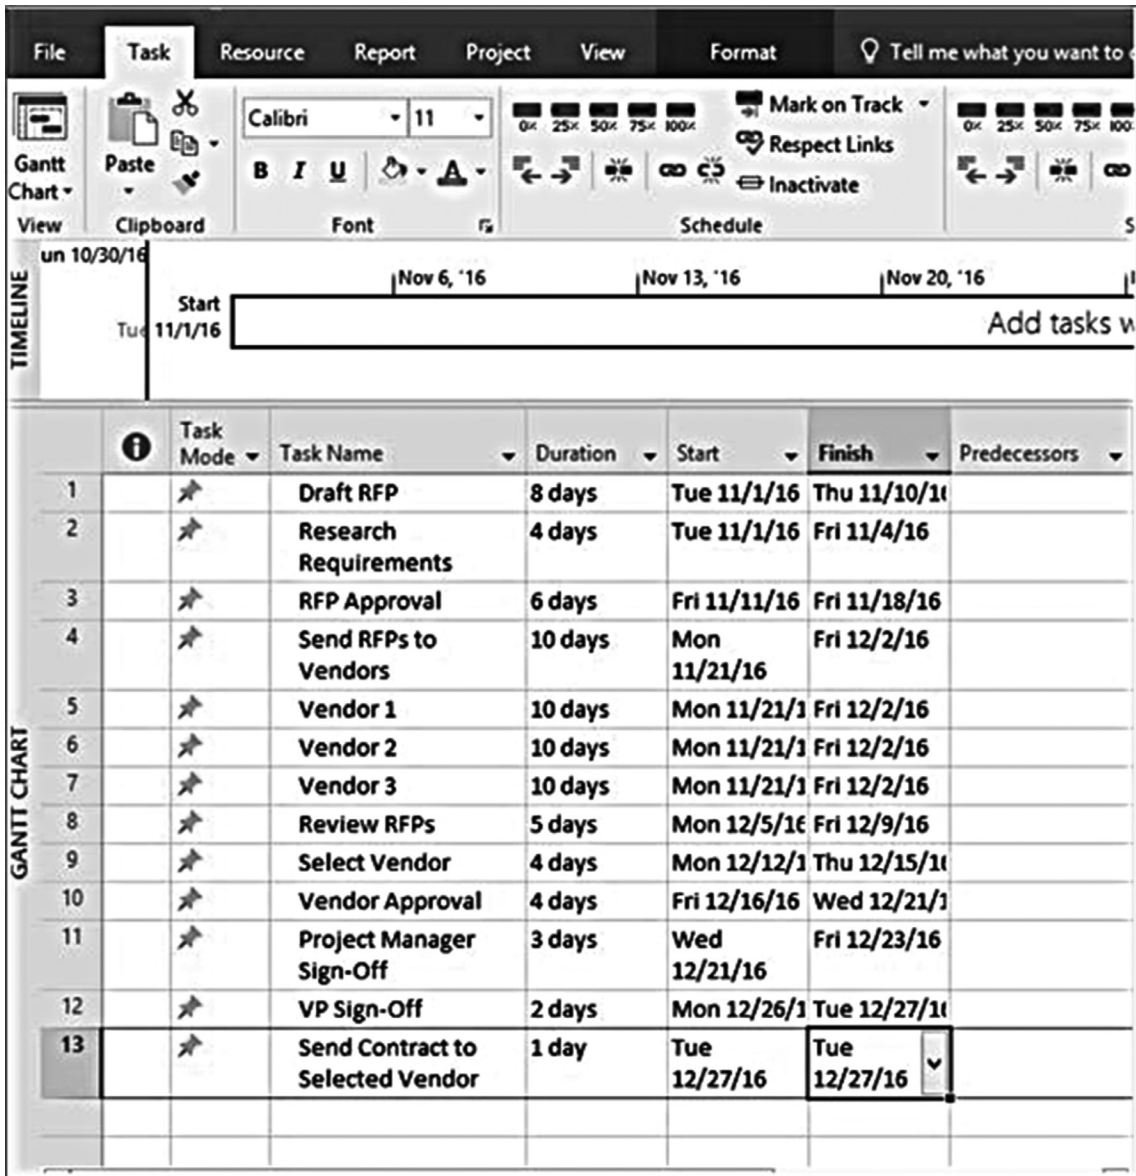 File Task Resource Report Project View Format Tell me what you want to
Calibri 11
0% 25% 50% 75% 100%
Mark on Track
0% 25% 50% 75% 100
Respect Links
Gantt Chart
Paste
B I U A
Inactivate
View Clipboard Font Schedule S
TIMELINE
un 10/30/16
Nov 6, '16 Nov 13, '16 Nov 20, '16
Start
Tue 11/1/16
Add tasks w
GANTT CHART
Task Mode Task Name Duration Start Finish Predecessors
1 Draft RFP 8 days Tue 11/1/16 Thu 11/10/1
2 Research Requirements 4 days Tue 11/1/16 Fri 11/4/16
3 RFP Approval 6 days Fri 11/11/16 Fri 11/18/16
4 Send RFPs to Vendors 10 days Mon 11/21/16 Fri 12/2/16
5 Vendor 1 10 days Mon 11/21/1 Fri 12/2/16
6 Vendor 2 10 days Mon 11/21/1 Fri 12/2/16
7 Vendor 3 10 days Mon 11/21/1 Fri 12/2/16
8 Review RFPs 5 days Mon 12/5/16 Fri 12/9/16
9 Select Vendor 4 days Mon 12/12/1 Thu 12/15/1
10 Vendor Approval 4 days Fri 12/16/16 Wed 12/21/1
11 Project Manager Sign-Off 3 days Wed 12/21/16 Fri 12/23/16
12 VP Sign-Off 2 days Mon 12/26/1 Tue 12/27/1
13 Send Contract to Selected Vendor 1 day Tue 12/27/16 Tue 12/27/16